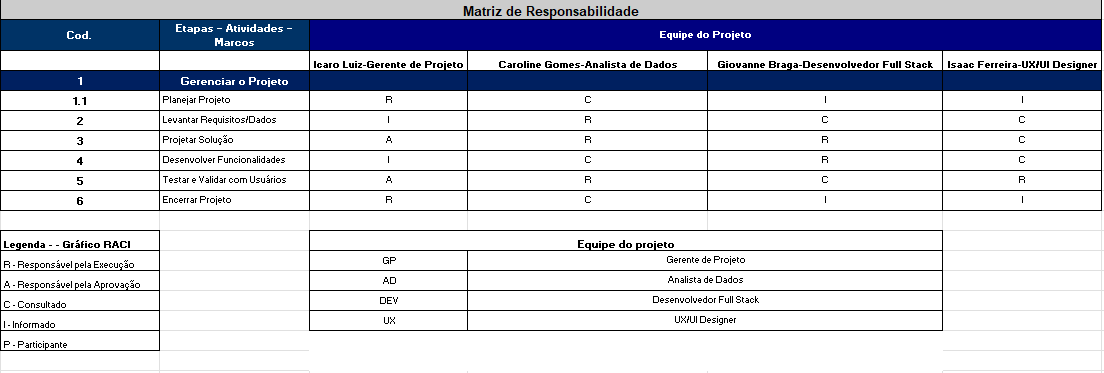 Matriz de Responsabilidade
Cod. Etapas - Atividades - Marcos Equipe do Projeto
Icaro Luiz-Gerente de Projeto Caroline Gomes-Analista de Dados Giovanne Braga-Desenvolvedor Full Stack Isaac Ferreira-UX/UI Designer
1 Gerenciar o Projeto
1.1 Planejar Projeto R C I I
2 Levantar Requisitos/Dados I R C C
3 Projetar Solução A R R C
4 Desenvolver Funcionalidades I C R C
5 Testar e Validar com Usuários A R C R
6 Encerrar Projeto R C I I
Legenda - - Gráfico RACI
R - Responsável pela Execução
A - Responsável pela Aprovação
C - Consultado
I - Informado
P - Participante
Equipe do projeto
GP Gerente de Projeto
AD Analista de Dados
DEV Desenvolvedor Full Stack
UX UX/UI Designer